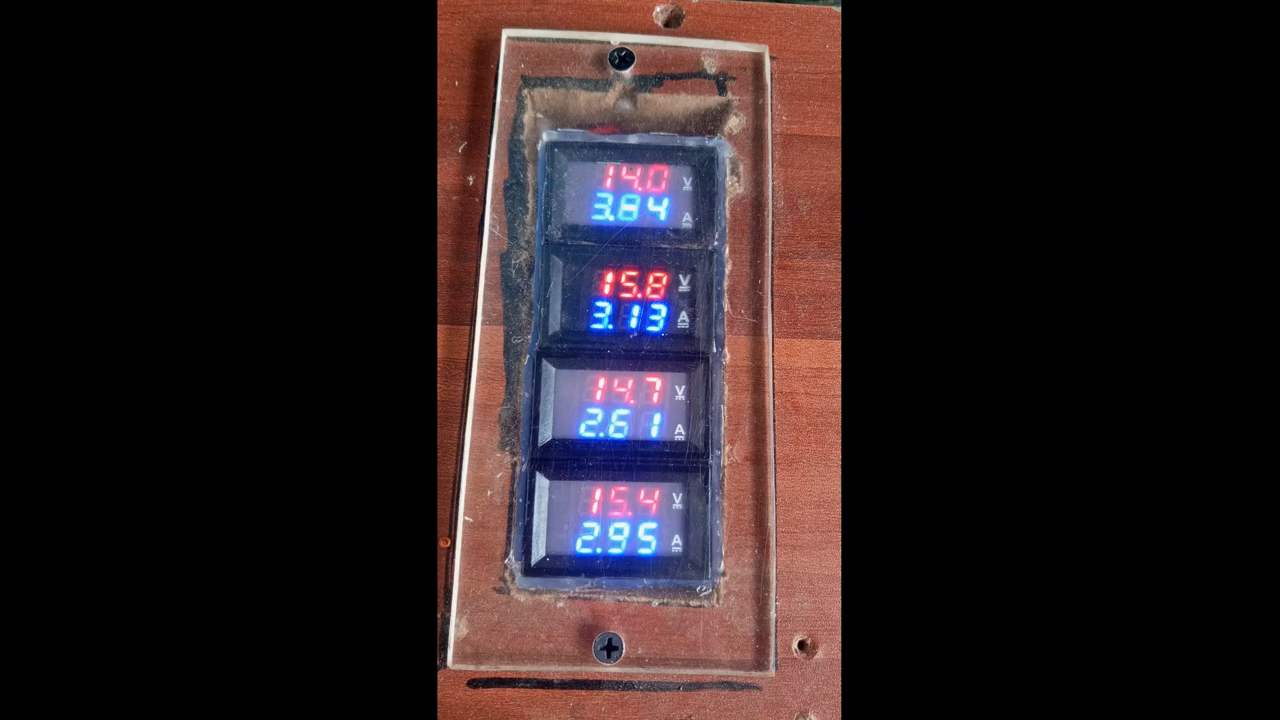 14.0 V
3.84 A
15.8 V
3.13 A
14.7 V
2.61 A
15.4 V
2.95 A